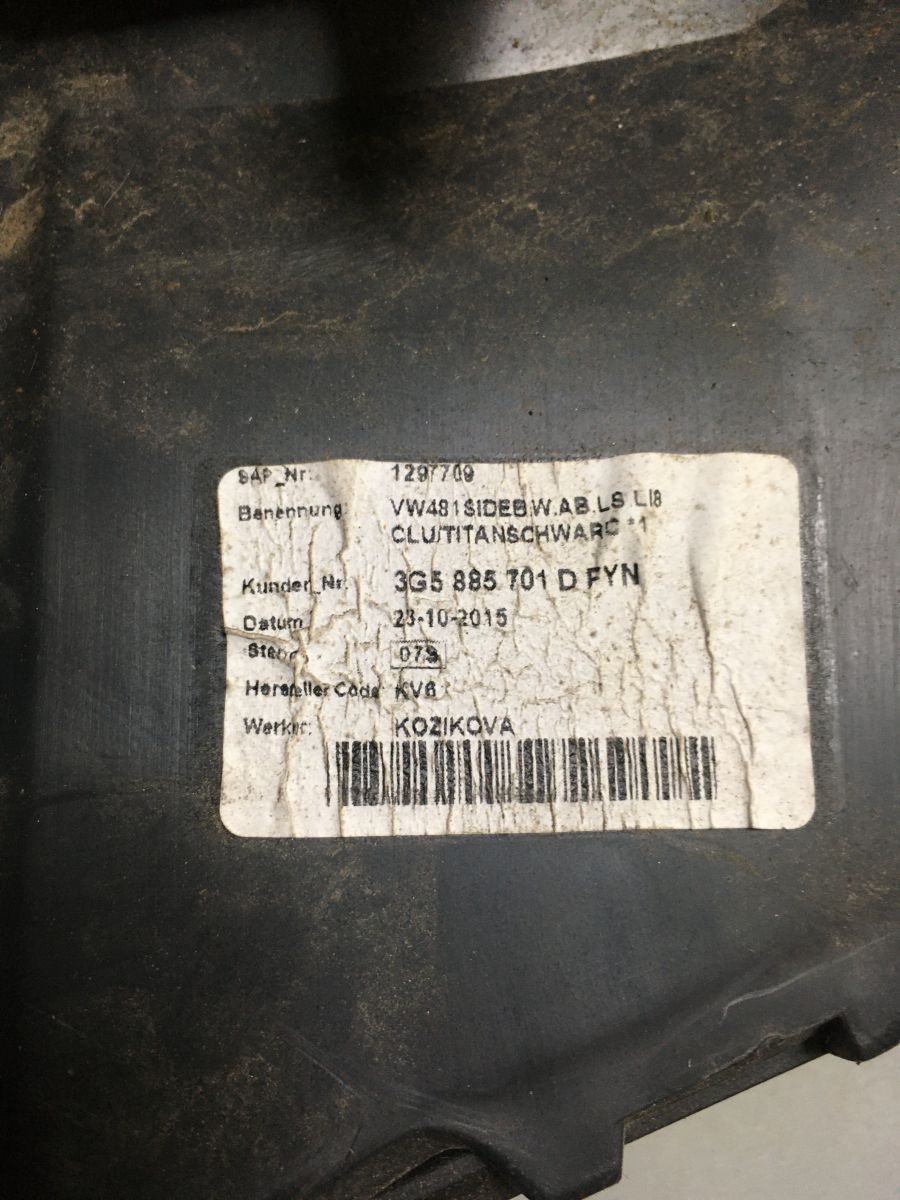 SAP_Nr: 1297709
Benennung: VW481SIDEB.W.AB.LS.LI8
CLU/TITANSCHWARC *1
Kunden_Nr. 3G5 885 701 D FYN
Datum 23-10-2015
073
Hersteller Code KV6
Werker: KOZIKOVA